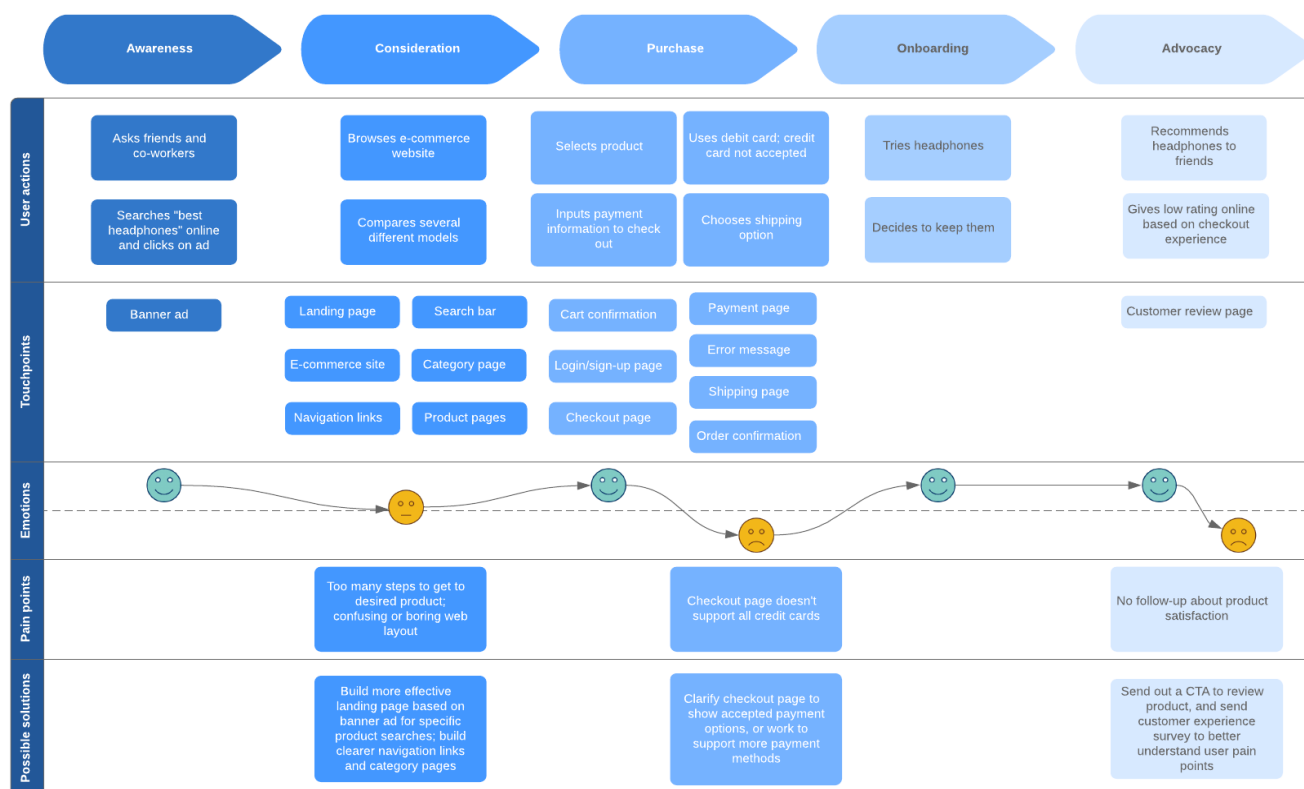 Awareness
Consideration
Purchase
Onboarding
Advocacy
User actions
Asks friends and
co-workers
Searches "best
headphones" online
and clicks on ad
Browses e-commerce
website
Compares several
different models
Selects product
Uses debit card; credit
card not accepted
Inputs payment
information to check
out
Chooses shipping
option
Tries headphones
Decides to keep them
Recommends
headphones to
friends
Gives low rating online
based on checkout
experience
Touchpoints
Banner ad
Landing page
Search bar
E-commerce site
Category page
Navigation links
Product pages
Cart confirmation
Login/sign-up page
Checkout page
Payment page
Error message
Shipping page
Order confirmation
Customer review page
Emotions
Pain points
Too many steps to get to
desired product;
confusing or boring web
layout
Checkout page doesn't
support all credit cards
No follow-up about product
satisfaction
Possible solutions
Build more effective
landing page based on
banner ad for specific
product searches; build
clearer navigation links
and category pages
Clarify checkout page to
show accepted payment
options, or work to
support more payment
methods
Send out a CTA to review
product, and send
customer experience
survey to better
understand user pain
points